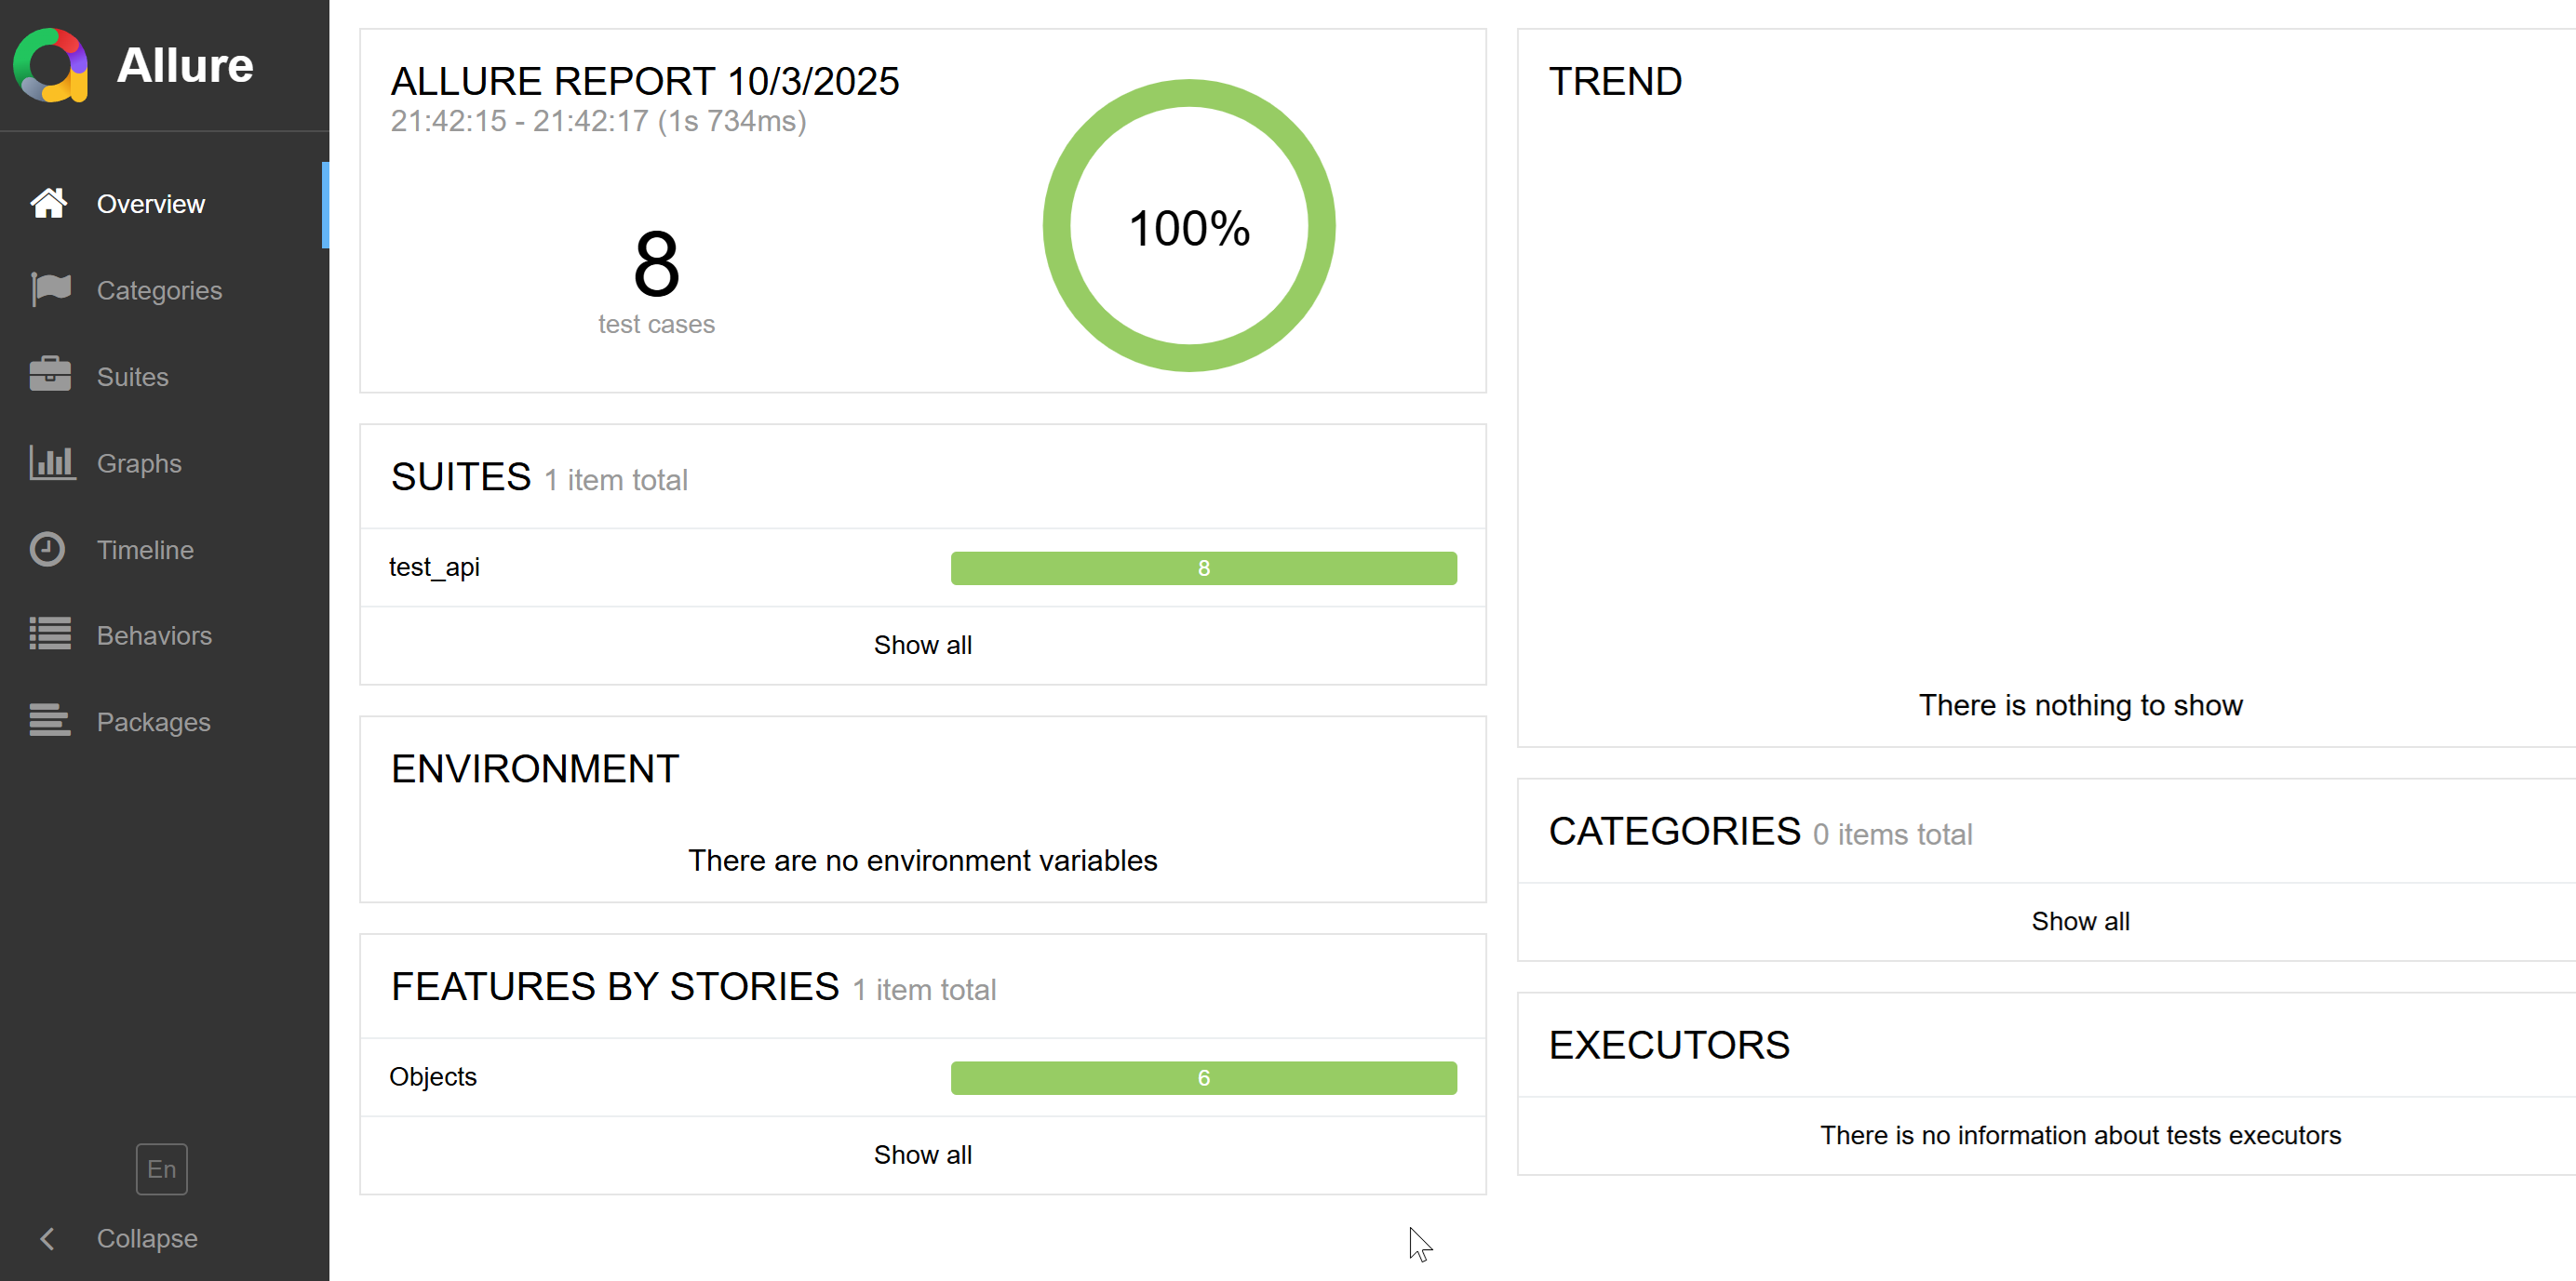 Allure
Overview
Categories
Suites
Graphs
Timeline
Behaviors
Packages
En
Collapse
ALLURE REPORT 10/3/2025
21:42:15 - 21:42:17 (1s 734ms)
8
test cases
100%
SUITES 1 item total
test_api 8
Show all
ENVIRONMENT
There are no environment variables
FEATURES BY STORIES 1 item total
Objects 6
Show all
TREND
There is nothing to show
CATEGORIES 0 items total
Show all
EXECUTORS
There is no information about tests executors